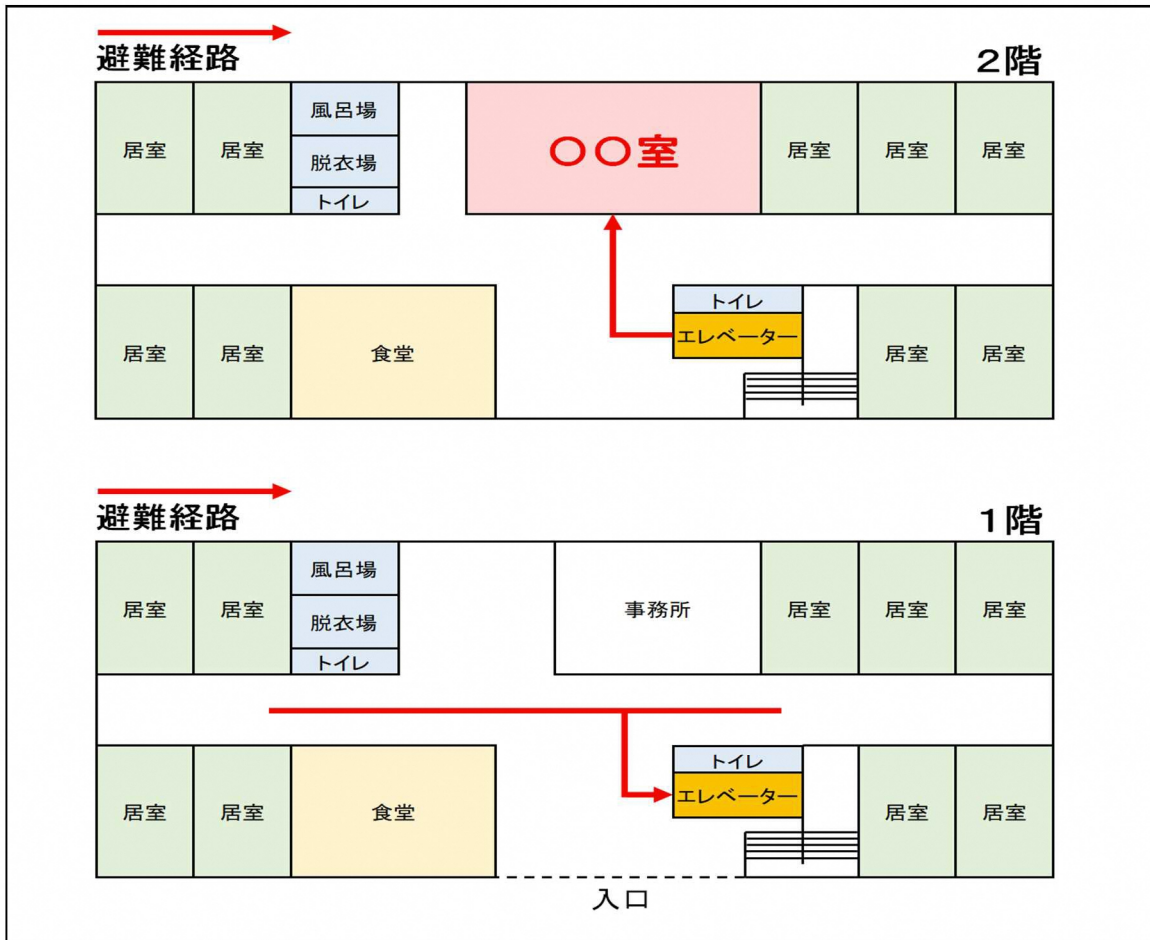 避難経路
2階
居室
居室
風呂場
脱衣場
トイレ
〇〇室
居室
居室
居室
居室
居室
食堂
トイレ
エレベーター
居室
居室
避難経路
1階
居室
居室
風呂場
脱衣場
トイレ
事務所
居室
居室
居室
居室
居室
食堂
トイレ
エレベーター
居室
居室
入口